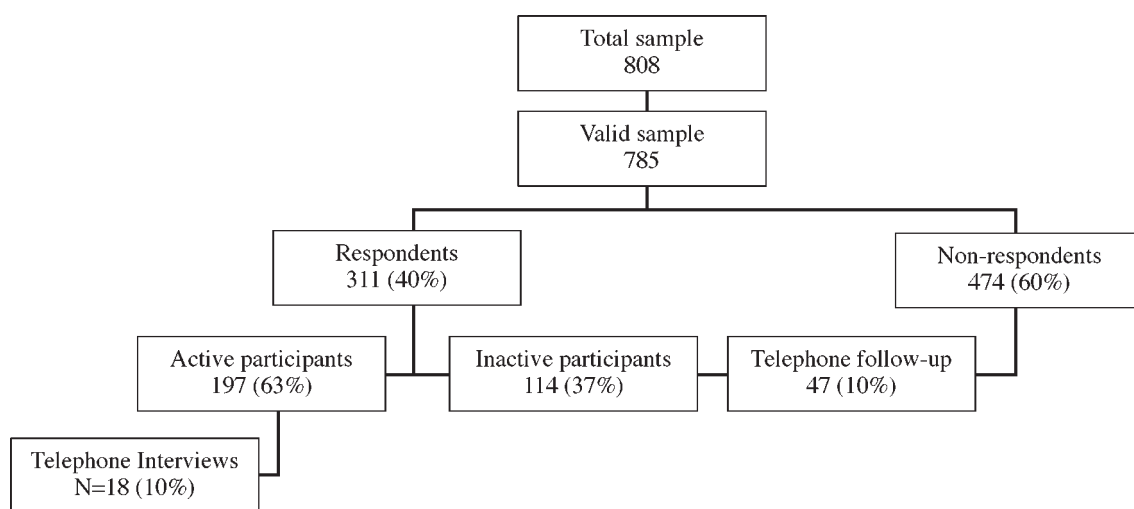 Total sample
808
Valid sample
785
Respondents
311 (40%)
Non-respondents
474 (60%)
Active participants
197 (63%)
Inactive participants
114 (37%)
Telephone follow-up
47 (10%)
Telephone Interviews
N=18 (10%)